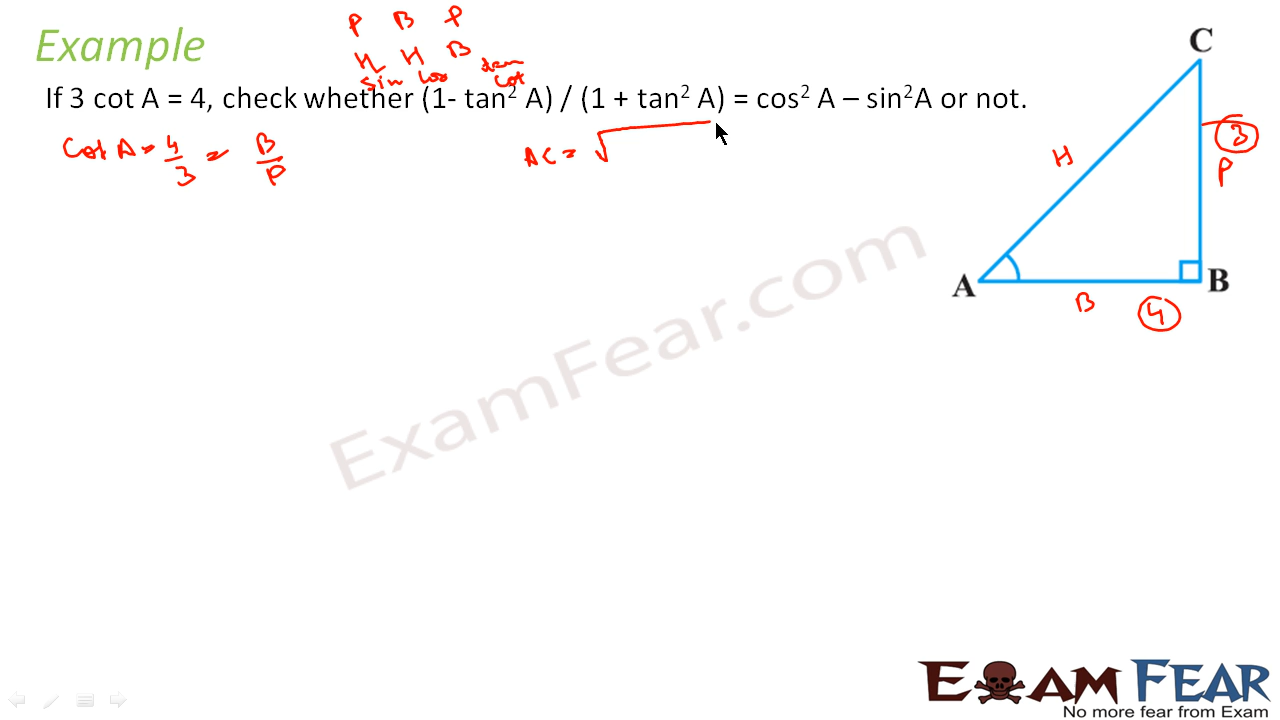 Example
P B P
H H B
sin cos tan cot
If 3 cot A = 4, check whether (1- tan² A) / (1 + tan² A) = cos² A – sin²A or not.
Cot A = 4/3 = B/P
AC = √
C
H
3
P
A
B
B
4
ExamFear.com
EXAM FEAR
No more fear from Exam